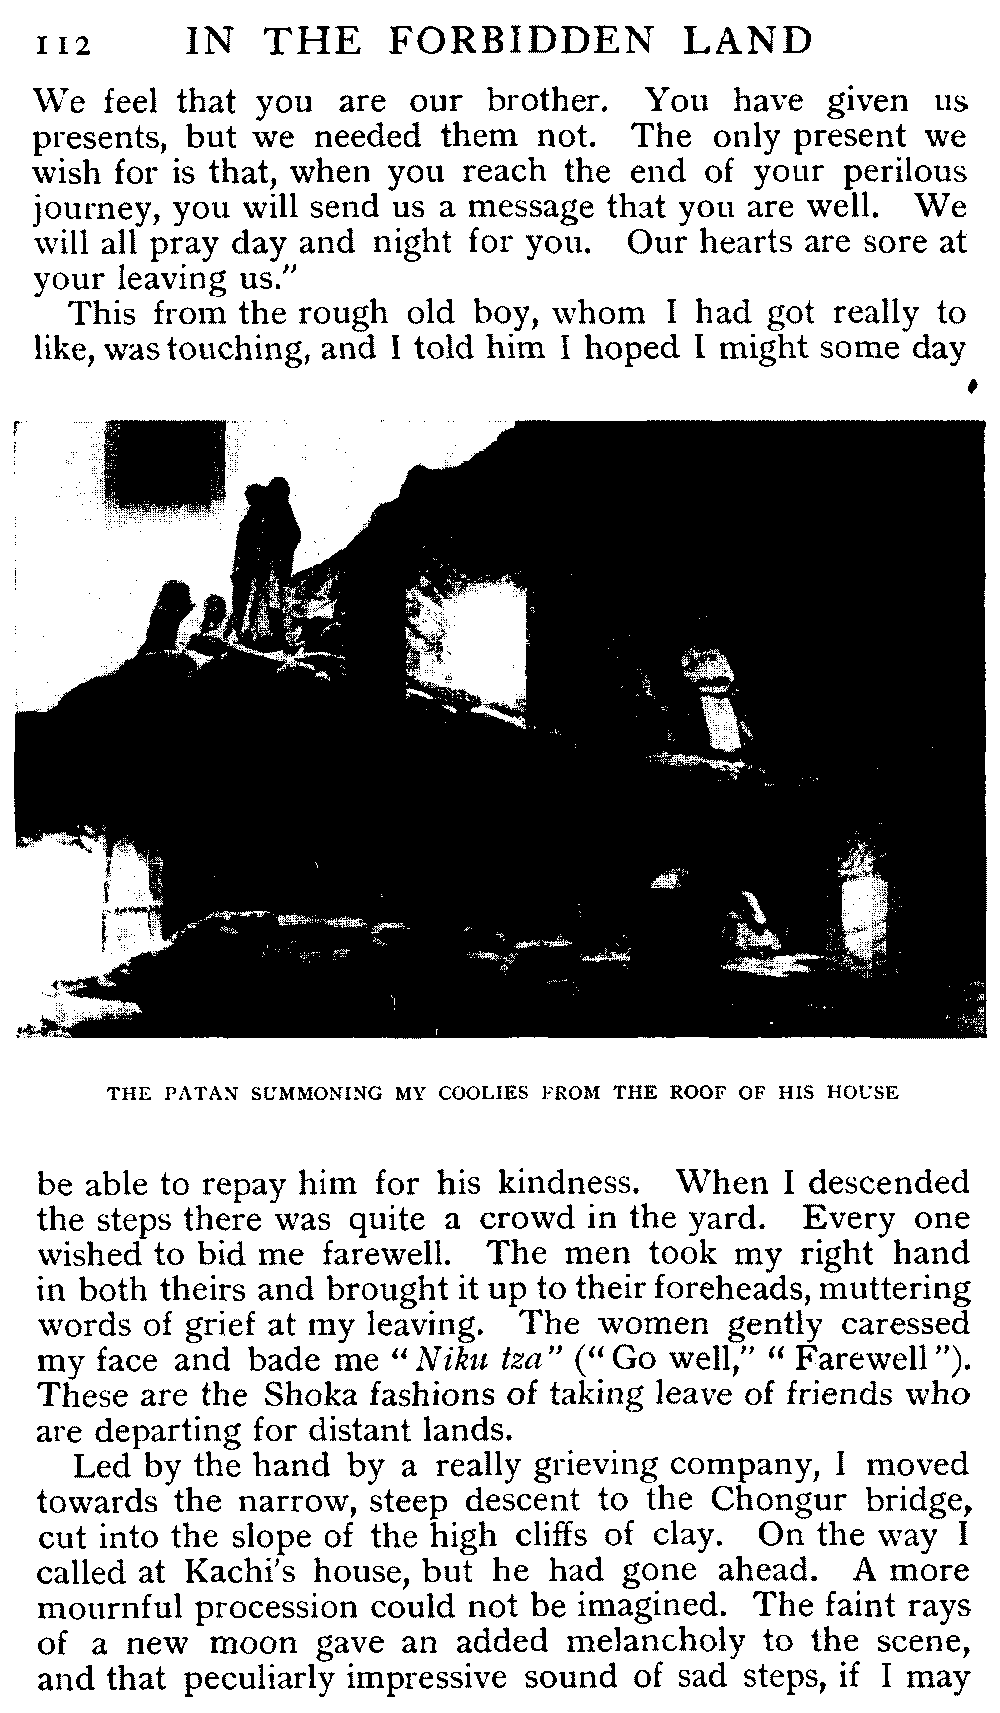 112 IN THE FORBIDDEN LAND
We feel that you are our brother. You have given us
presents, but we needed them not. The only present we
wish for is that, when you reach the end of your perilous
journey, you will send us a message that you are well. We
will all pray day and night for you. Our hearts are sore at
your leaving us.”
This from the rough old boy, whom I had got really to
like, was touching, and I told him I hoped I might some day
THE PATAN SUMMONING MY COOLIES FROM THE ROOF OF HIS HOUSE
be able to repay him for his kindness. When I descended
the steps there was quite a crowd in the yard. Every one
wished to bid me farewell. The men took my right hand
in both theirs and brought it up to their foreheads, muttering
words of grief at my leaving. The women gently caressed
my face and bade me “Niku tza” (“Go well,” “Farewell”).
These are the Shoka fashions of taking leave of friends who
are departing for distant lands.
Led by the hand by a really grieving company, I moved
towards the narrow, steep descent to the Chongur bridge,
cut into the slope of the high cliffs of clay. On the way I
called at Kachi's house, but he had gone ahead. A more
mournful procession could not be imagined. The faint rays
of a new moon gave an added melancholy to the scene,
and that peculiarly impressive sound of sad steps, if I may